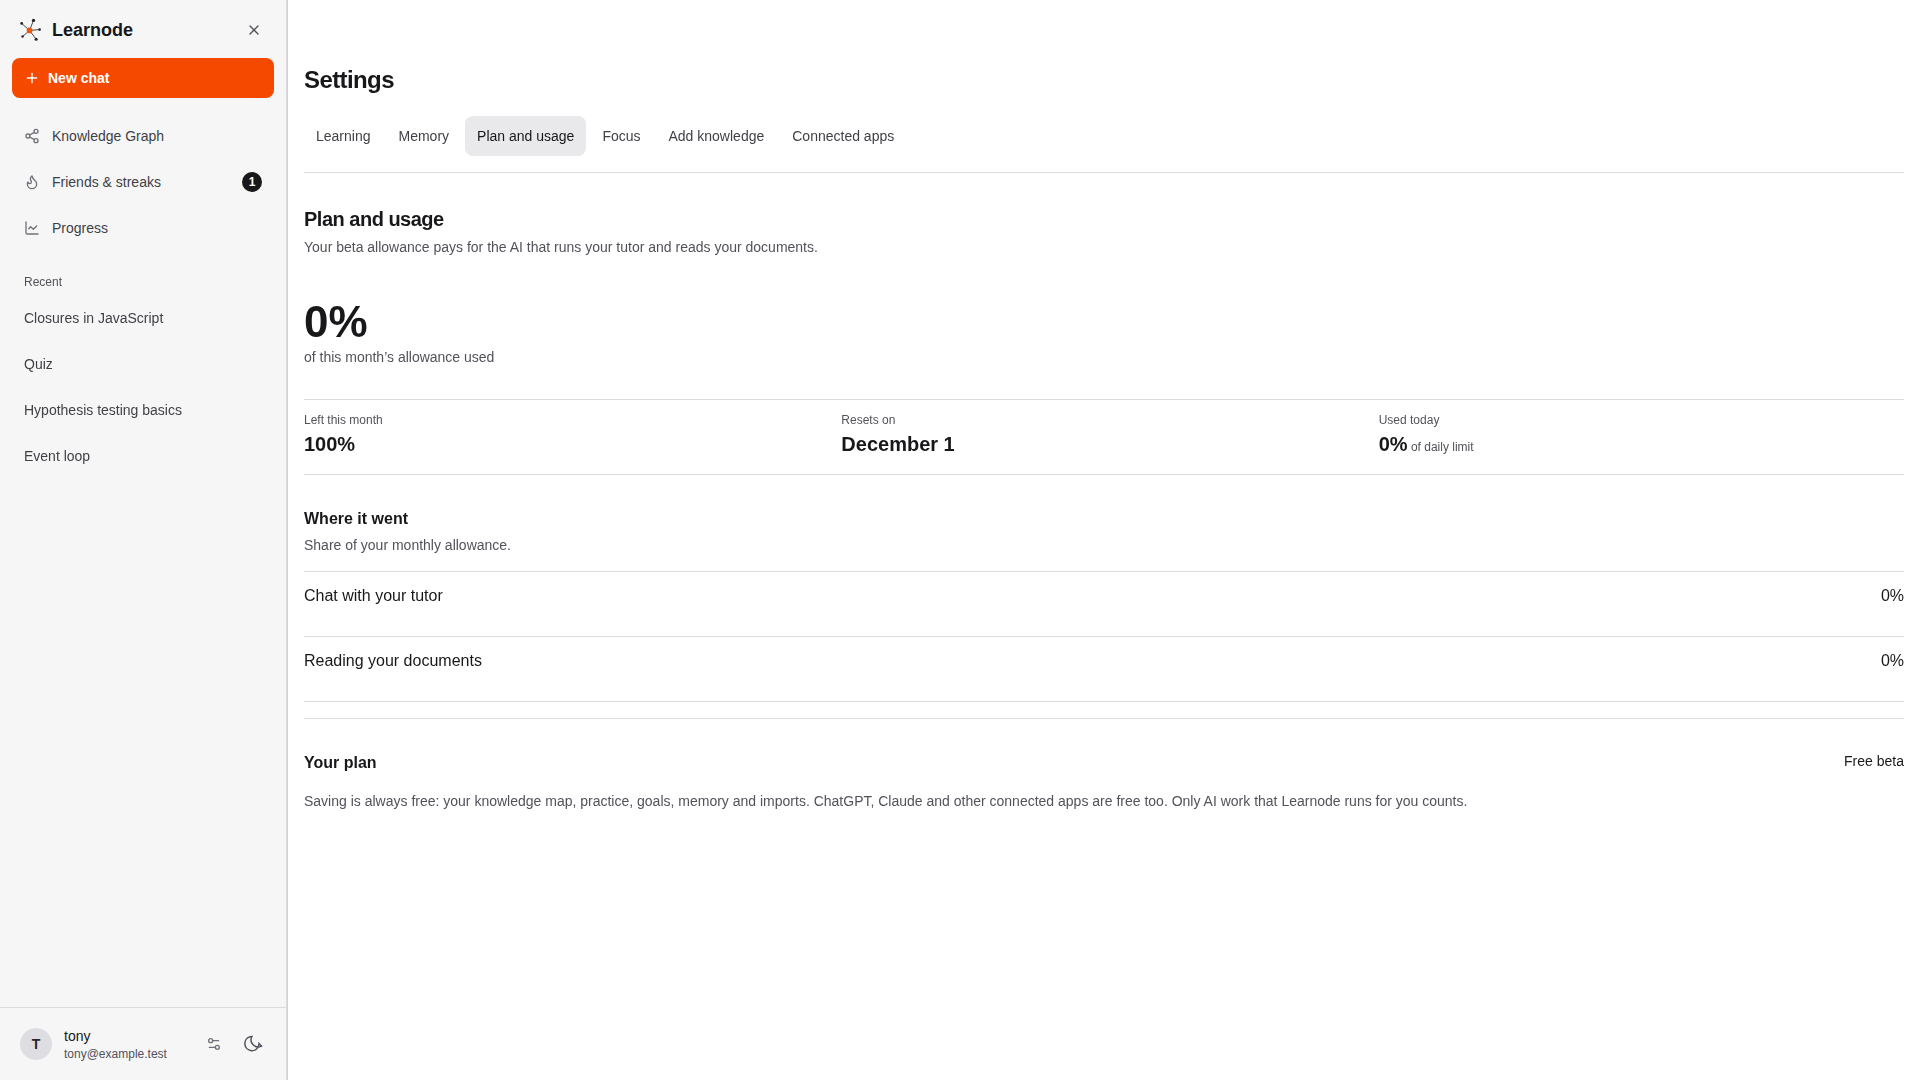 Learnode
New chat
Knowledge Graph
Friends & streaks 1
Progress
Recent
Closures in JavaScript
Quiz
Hypothesis testing basics
Event loop
T
tony
tony@example.test
Settings
Learning Memory Plan and usage Focus Add knowledge Connected apps
Plan and usage
Your beta allowance pays for the AI that runs your tutor and reads your documents.
0%
of this month’s allowance used
Left this month
100%
Resets on
December 1
Used today
0% of daily limit
Where it went
Share of your monthly allowance.
Chat with your tutor 0%
Reading your documents 0%
Your plan Free beta
Saving is always free: your knowledge map, practice, goals, memory and imports. ChatGPT, Claude and other connected apps are free too. Only AI work that Learnode runs for you counts.